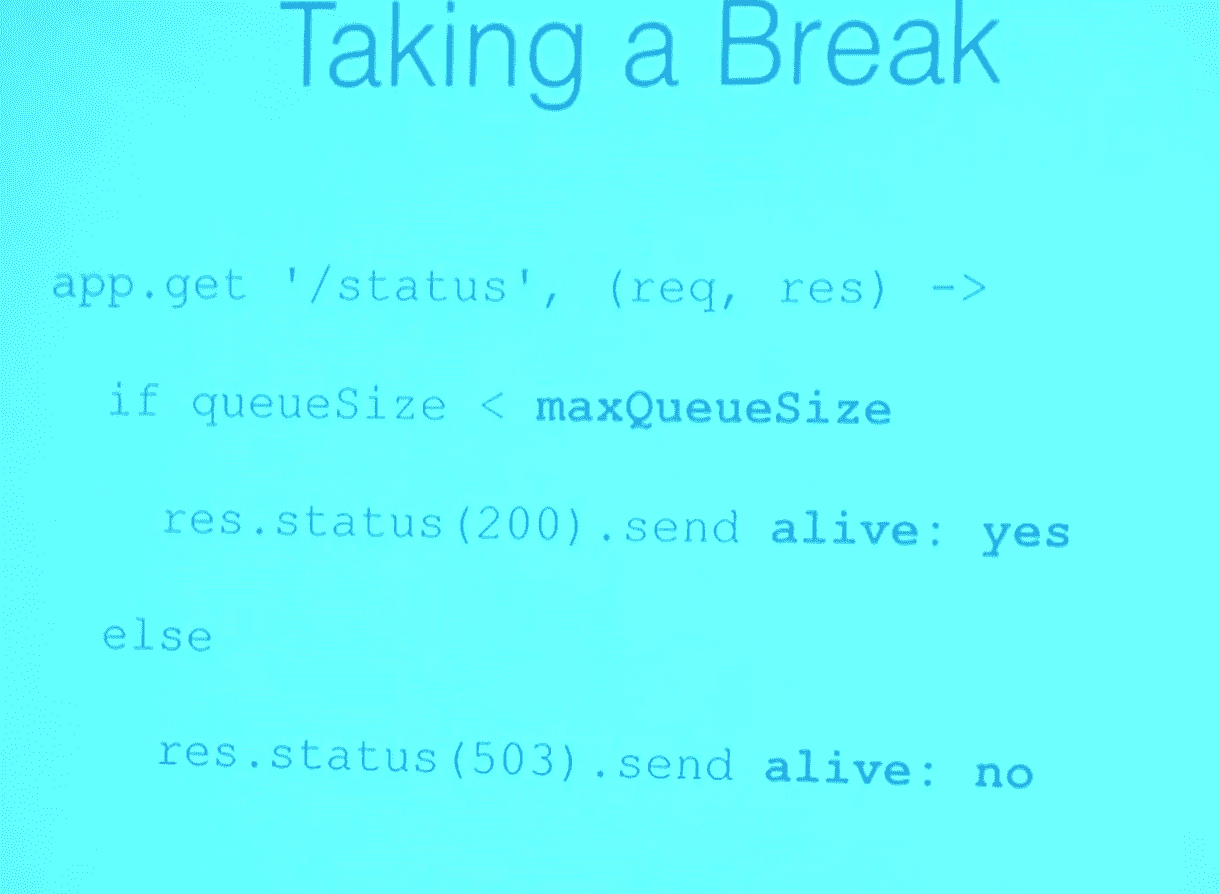 Taking a Break
app.get '/status', (req, res) ->
if queueSize < maxQueueSize
res.status(200).send alive: yes
else
res.status(503).send alive: no